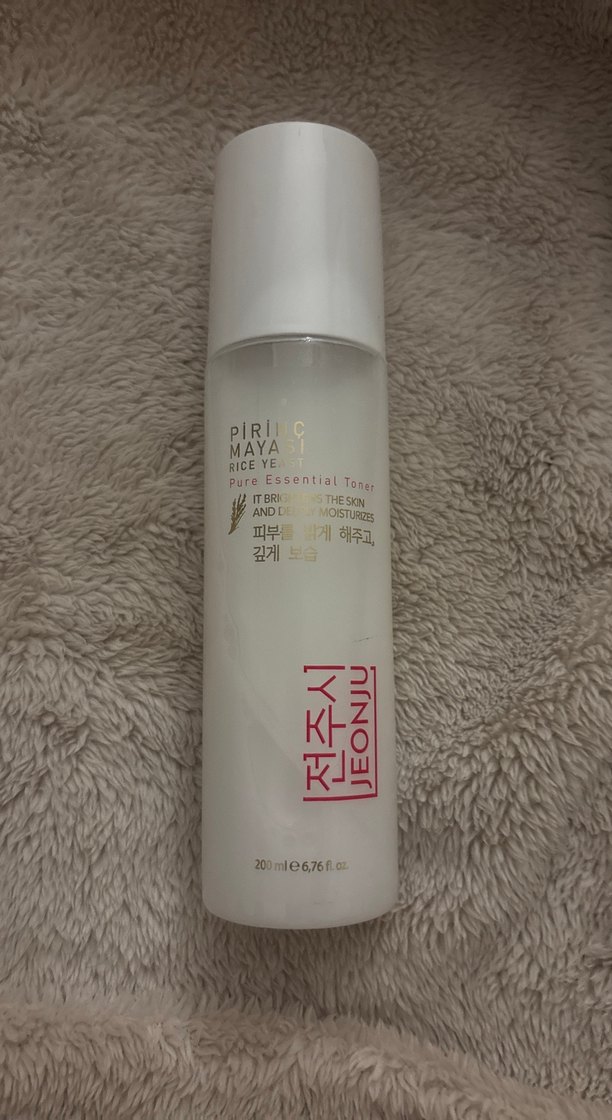 PİRİNÇ
MAYASI
RICE YEAST
Pure Essential Toner
IT BRIGHTENS THE SKIN
AND DEEPLY MOISTURIZES
피부를 밝게 해주고,
깊게 보습
전주시
JEONJU
200 ml ℮ 6,76 fl. oz.